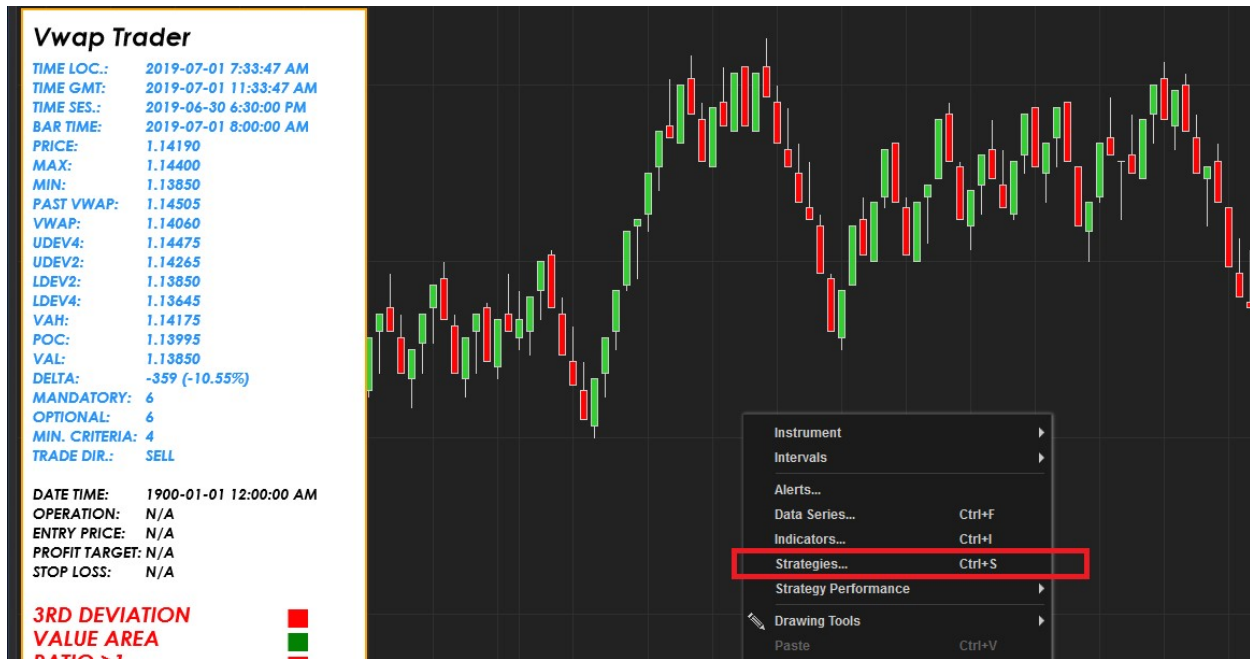 Vwap Trader
TIME LOC.: 2019-07-01 7:33:47 AM
TIME GMT: 2019-07-01 11:33:47 AM
TIME SES.: 2019-06-30 6:30:00 PM
BAR TIME: 2019-07-01 8:00:00 AM
PRICE: 1.14190
MAX: 1.14400
MIN: 1.13850
PAST VWAP: 1.14505
VWAP: 1.14060
UDEV4: 1.14475
UDEV2: 1.14265
LDEV2: 1.13850
LDEV4: 1.13645
VAH: 1.14175
POC: 1.13995
VAL: 1.13850
DELTA: -359 (-10.55%)
MANDATORY: 6
OPTIONAL: 6
MIN. CRITERIA: 4
TRADE DIR.: SELL
DATE TIME: 1900-01-01 12:00:00 AM
OPERATION: N/A
ENTRY PRICE: N/A
PROFIT TARGET: N/A
STOP LOSS: N/A
3RD DEVIATION
VALUE AREA
RATIO > 1
Instrument
Intervals
Alerts...
Data Series... Ctrl+F
Indicators... Ctrl+I
Strategies... Ctrl+S
Strategy Performance
Drawing Tools
Paste Ctrl+V